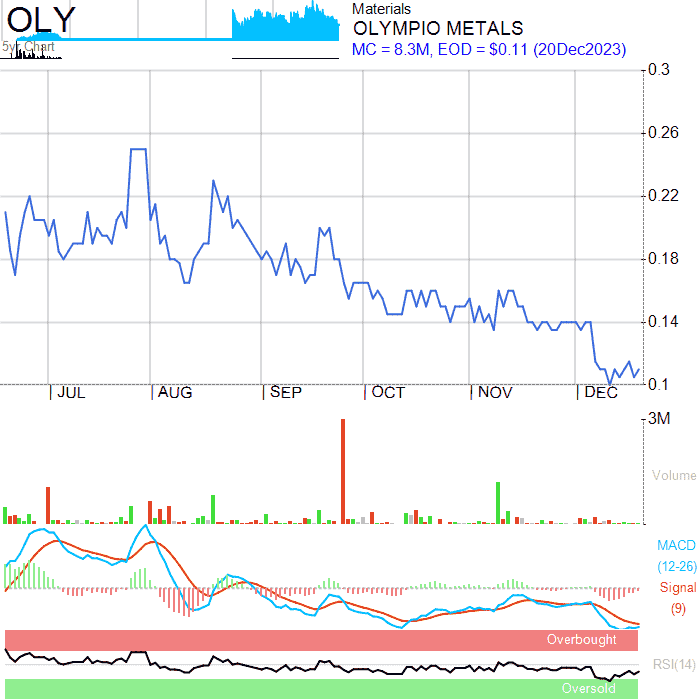 OLY
5yr Chart
Materials
OLYMPIO METALS
MC = 8.3M, EOD = $0.11 (20Dec2023)
0.3
0.26
0.22
0.18
0.14
0.1
JUL AUG SEP OCT NOV DEC
3M
Volume
MACD
(12-26)
Signal
(9)
Overbought
RSI(14)
Oversold